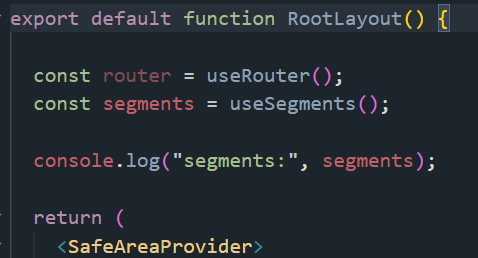 export default function RootLayout() {
const router = useRouter();
const segments = useSegments();
console.log("segments:", segments);
return (
<SafeAreaProvider>